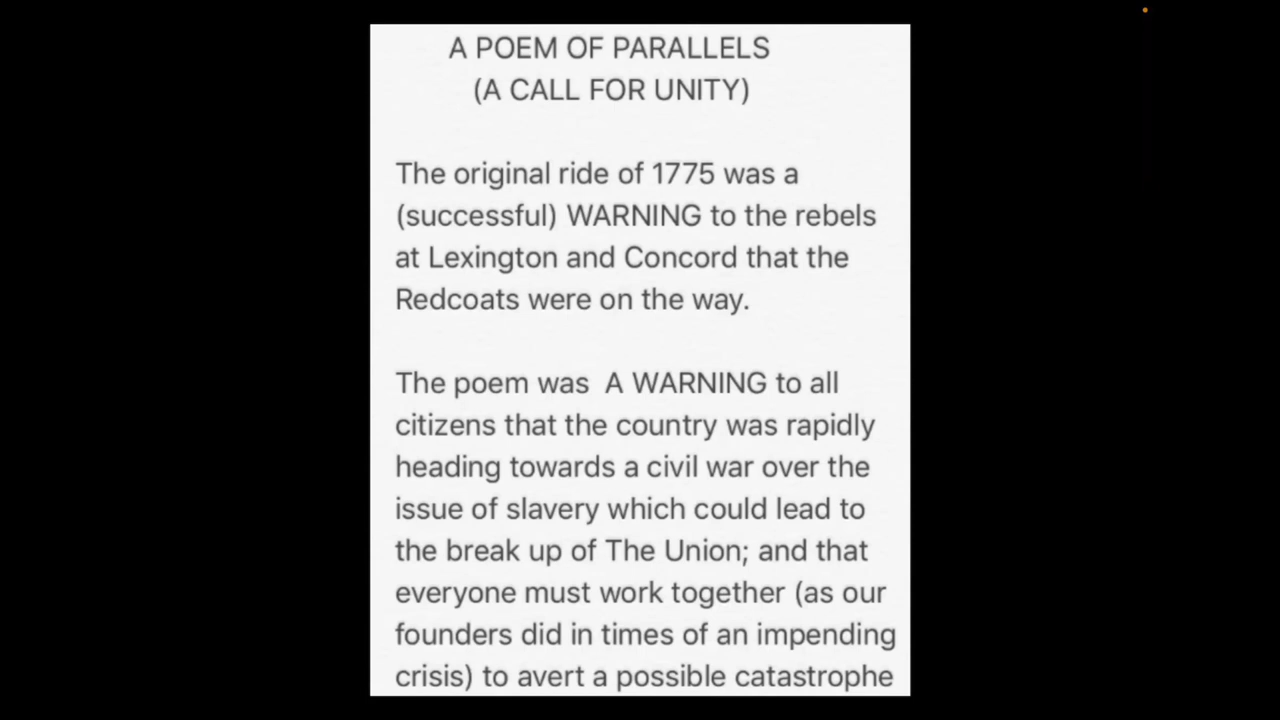 A POEM OF PARALLELS
(A CALL FOR UNITY)
The original ride of 1775 was a
(successful) WARNING to the rebels
at Lexington and Concord that the
Redcoats were on the way.
The poem was  A WARNING to all
citizens that the country was rapidly
heading towards a civil war over the
issue of slavery which could lead to
the break up of The Union; and that
everyone must work together (as our
founders did in times of an impending
crisis) to avert a possible catastrophe